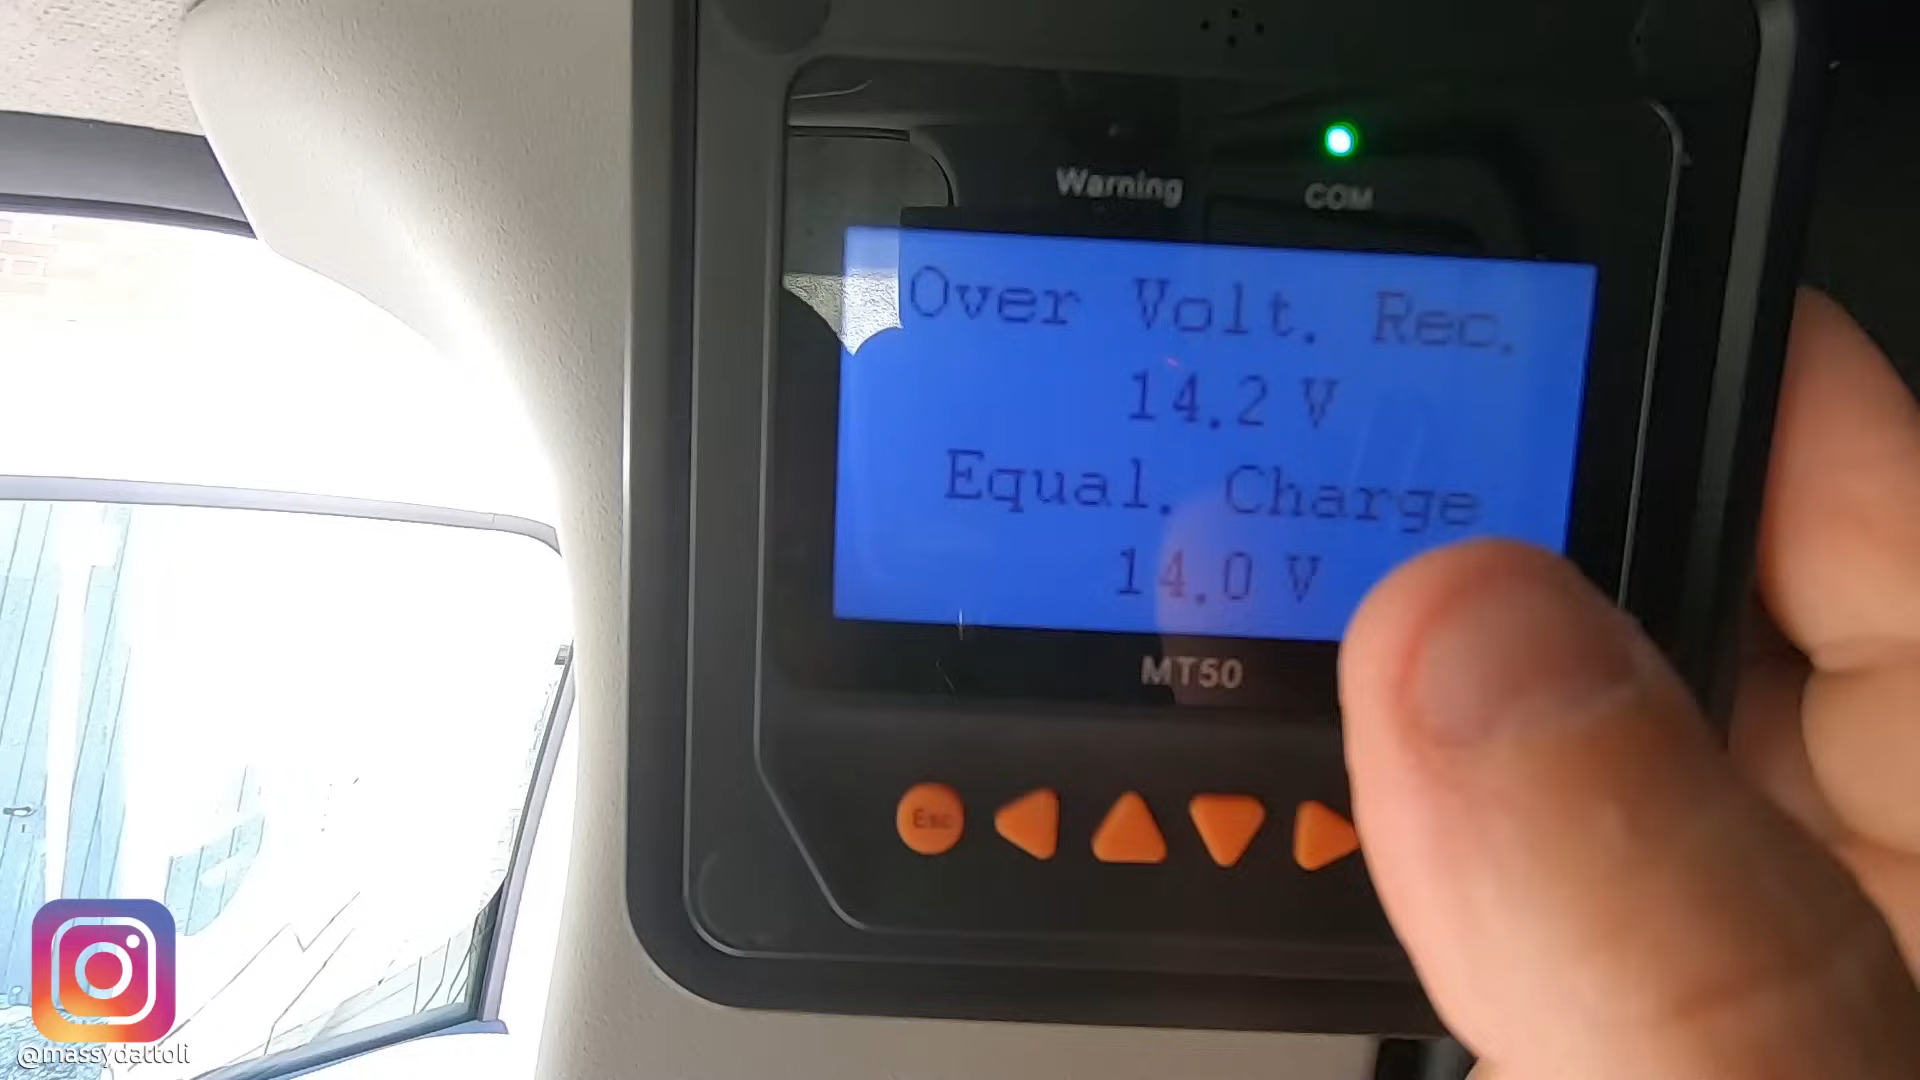 Warning
COM
Over Volt. Rec.
14.2 V
Equal. Charge
14.0 V
MT50
Esc
@massydattoli